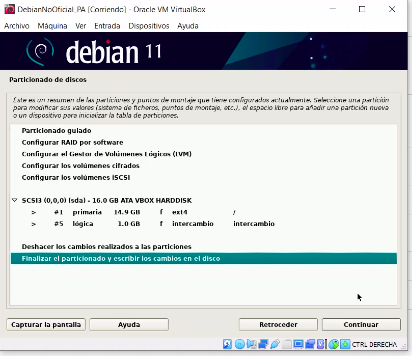 DebianNoOficial_PA [Corriendo] - Oracle VM VirtualBox
Archivo Máquina Ver Entrada Dispositivos Ayuda
debian 11
Particionado de discos
Éste es un resumen de las particiones y puntos de montaje que tiene configurados actualmente. Seleccione una partición
para modificar sus valores (sistema de ficheros, puntos de montaje, etc.), el espacio libre para añadir una partición nueva
o un dispositivo para inicializar la tabla de particiones.
Particionado guiado
Configurar RAID por software
Configurar el Gestor de Volúmenes Lógicos (LVM)
Configurar los volúmenes cifrados
Configurar los volúmenes iSCSI
SCSI3 (0,0,0) (sda) - 16.0 GB ATA VBOX HARDDISK
> #1 primaria 14.9 GB f ext4 /
> #5 lógica 1.0 GB f intercambio intercambio
Deshacer los cambios realizados a las particiones
Finalizar el particionado y escribir los cambios en el disco
Capturar la pantalla Ayuda Retroceder Continuar
CTRL DERECHA